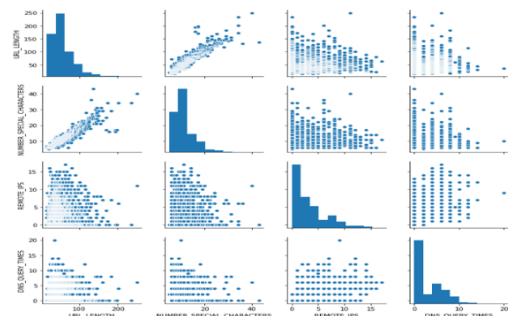 250
200
150
100
50
URL_LENGTH
40
30
20
10
NUMBER_SPECIAL_CHARACTERS
15
10
5
0
REMOTE_IPS
20
15
10
5
0
DNS_QUERY_TIMES
100 200
URL_LENGTH
20 40
NUMBER_SPECIAL_CHARACTERS
0 5 10 15
REMOTE_IPS
0 10 20
DNS_QUERY_TIMES